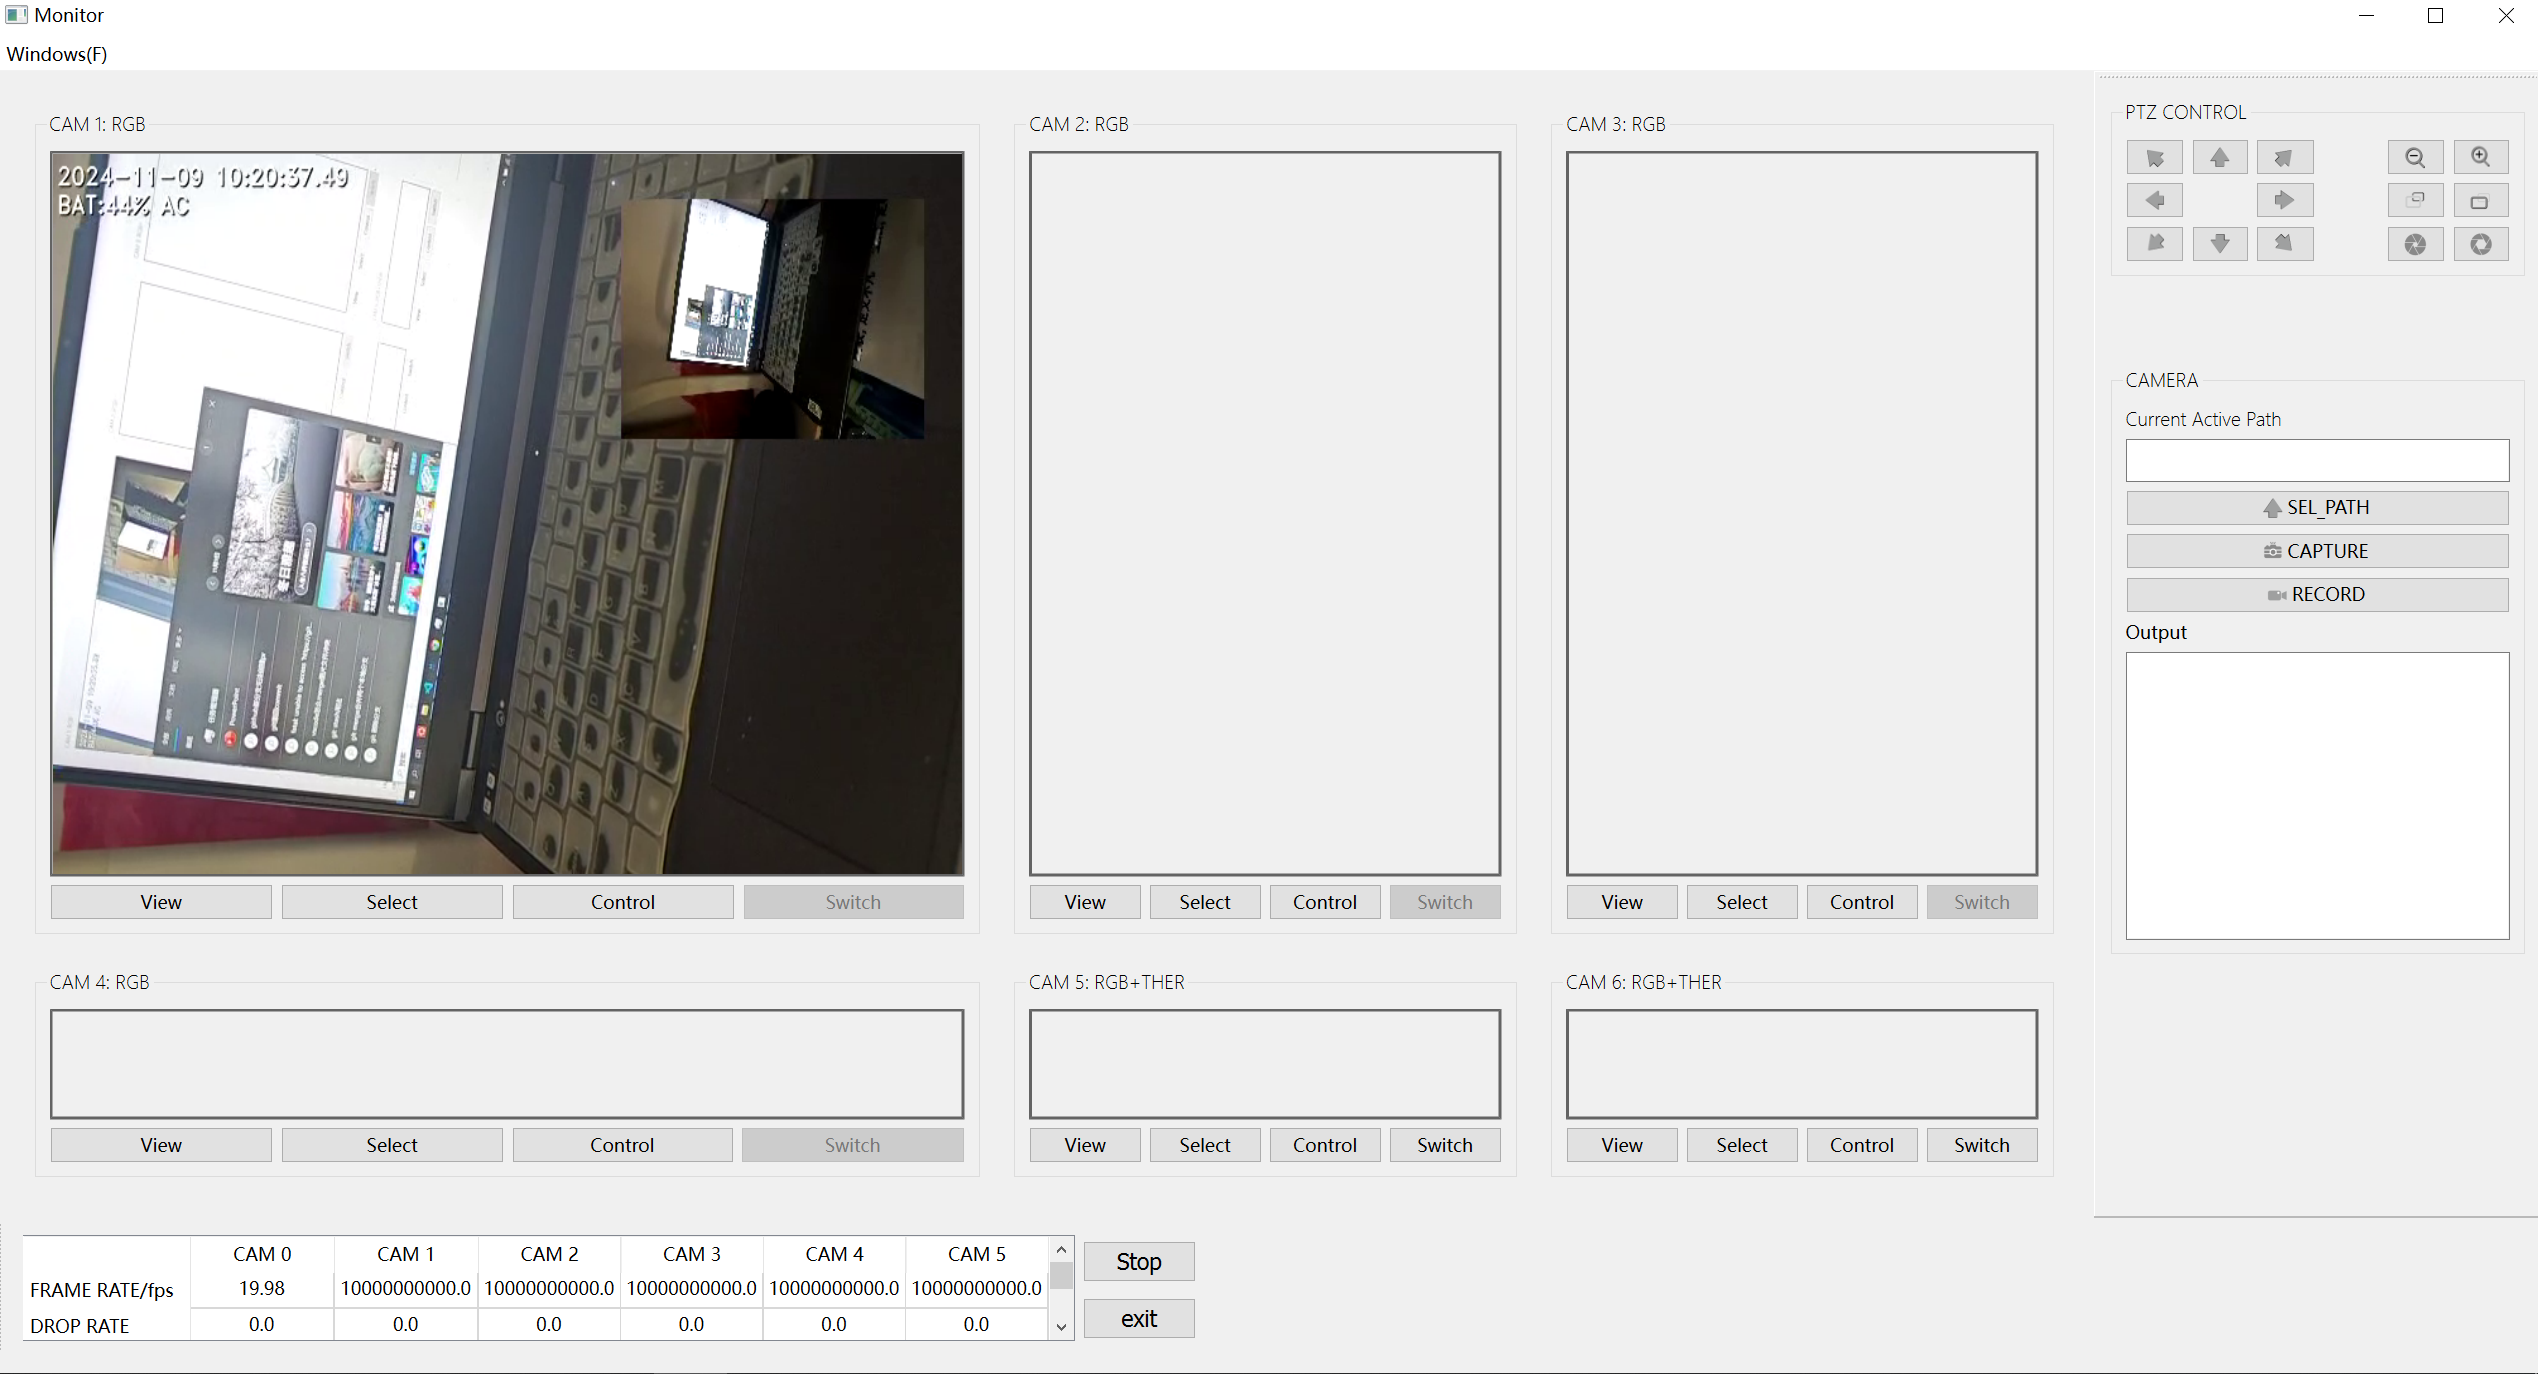 Monitor
Windows(F)
CAM 1: RGB
2024-11-09 10:20:37.49
BAT:44% AC
View Select Control Switch
CAM 2: RGB
View Select Control Switch
CAM 3: RGB
View Select Control Switch
CAM 4: RGB
View Select Control Switch
CAM 5: RGB+THER
View Select Control Switch
CAM 6: RGB+THER
View Select Control Switch
PTZ CONTROL
CAMERA
Current Active Path
SEL_PATH
CAPTURE
RECORD
Output
CAM 0 CAM 1 CAM 2 CAM 3 CAM 4 CAM 5
FRAME RATE/fps 19.98 10000000000.0 10000000000.0 10000000000.0 10000000000.0 10000000000.0
DROP RATE 0.0 0.0 0.0 0.0 0.0 0.0
Stop
exit